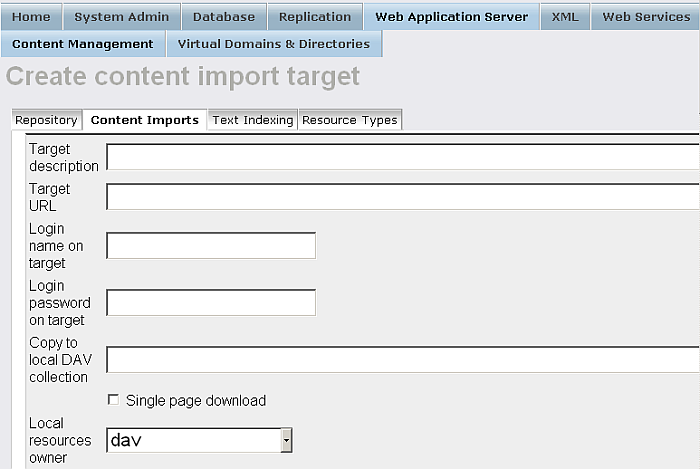 Home System Admin Database Replication Web Application Server XML Web Services
Content Management Virtual Domains & Directories
Create content import target
Repository Content Imports Text Indexing Resource Types
Target
description
Target
URL
Login
name on
target
Login
password
on target
Copy to
local DAV
collection
Single page download
Local
resources
owner
dav